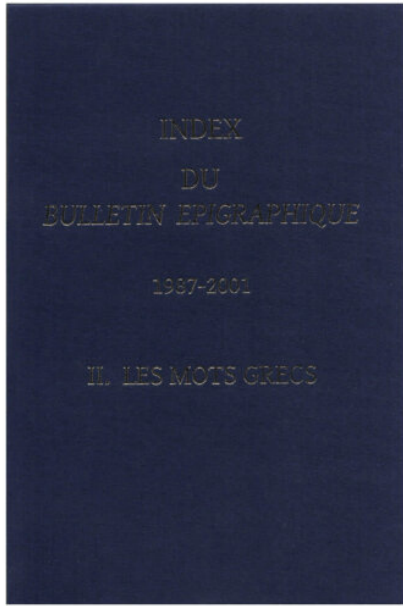 INDEX
DU
BULLETIN EPIGRAPHIQUE
1987-2001
II. LES MOTS GRECS